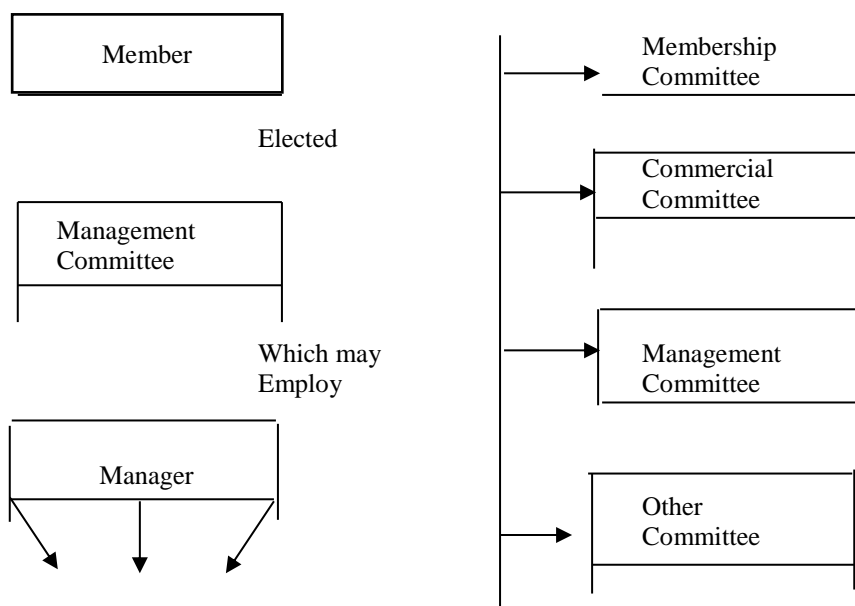 Member
Elected
Management
Committee
Which may
Employ
Manager
Membership
Committee
Commercial
Committee
Management
Committee
Other
Committee